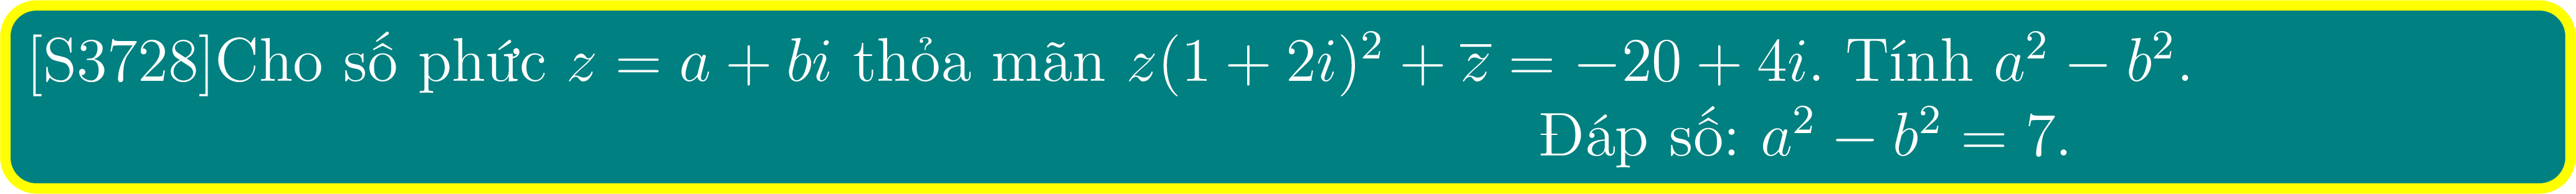 [S3728]Cho số phức $z = a + bi$ thỏa mãn $z(1 + 2i)^2 + \overline{z} = -20 + 4i$. Tính $a^2 - b^2$.
Đáp số: $a^2 - b^2 = 7$.